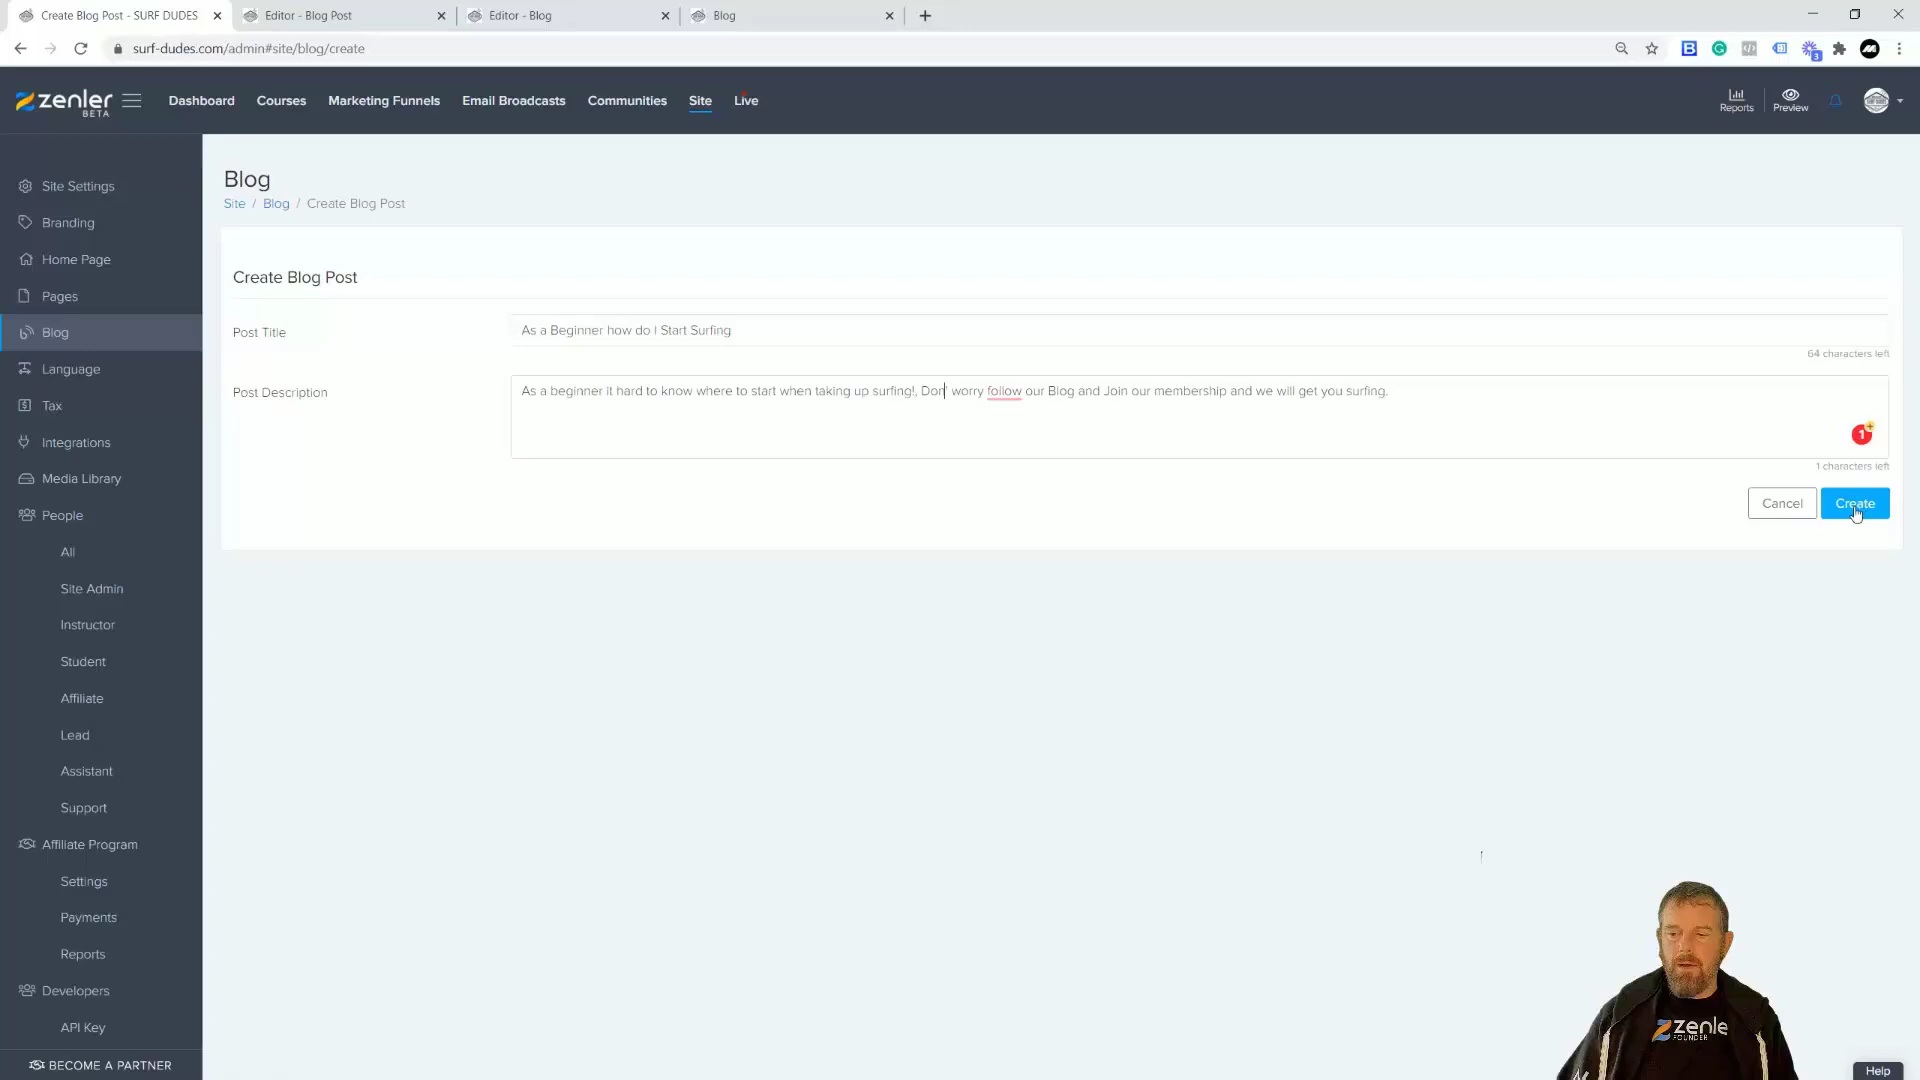 Create Blog Post - SURF DUDES
Editor - Blog Post
Editor - Blog
Blog
surf-dudes.com/admin#site/blog/create
3
zenler
BETA
Dashboard
Courses
Marketing Funnels
Email Broadcasts
Communities
Site
Live
Reports
Preview
Site Settings
Branding
Home Page
Pages
Blog
Language
Tax
Integrations
Media Library
People
All
Site Admin
Instructor
Student
Affiliate
Lead
Assistant
Support
Affiliate Program
Settings
Payments
Reports
Developers
API Key
BECOME A PARTNER
Blog
Site / Blog / Create Blog Post
Create Blog Post
Post Title
As a Beginner how do I Start Surfing
64 characters left
Post Description
As a beginner it hard to know where to start when taking up surfing!, Don' worry follow our Blog and Join our membership and we will get you surfing.
1
1 characters left
Cancel
Create
zenle
FOUNDER
Help